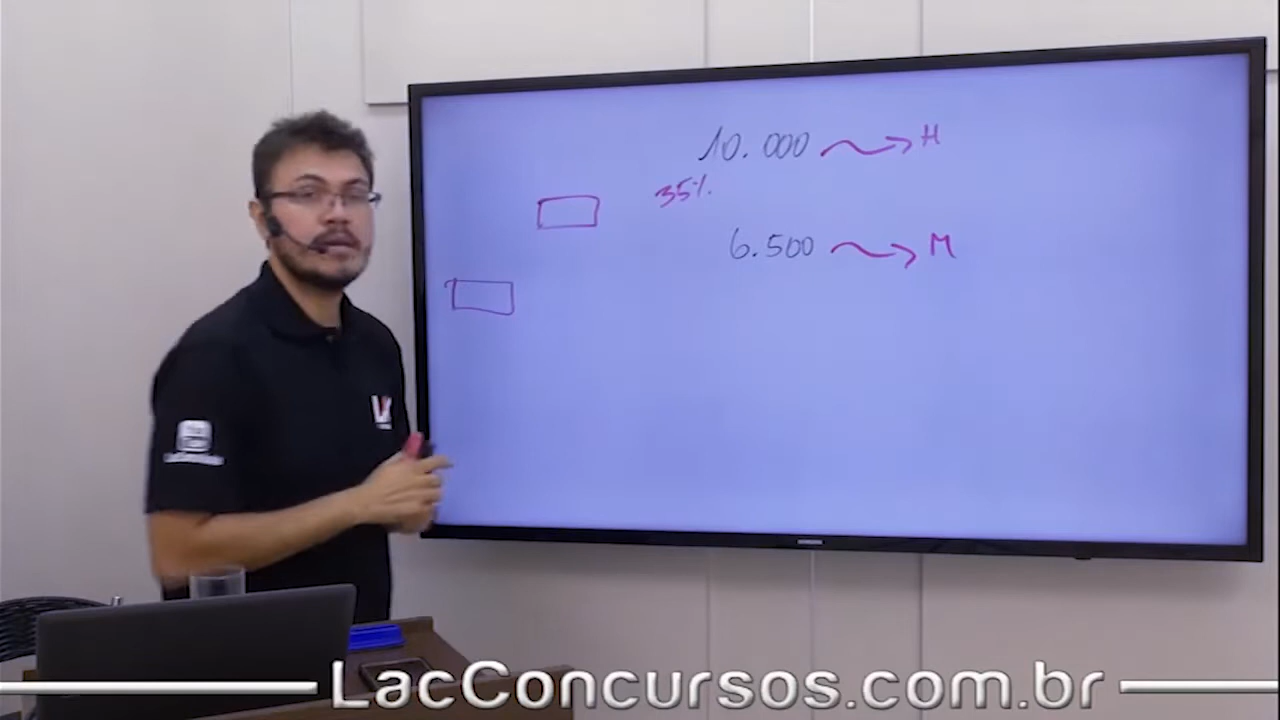 10.000 → H
35%
6.500 → M
LacConcursos.com.br